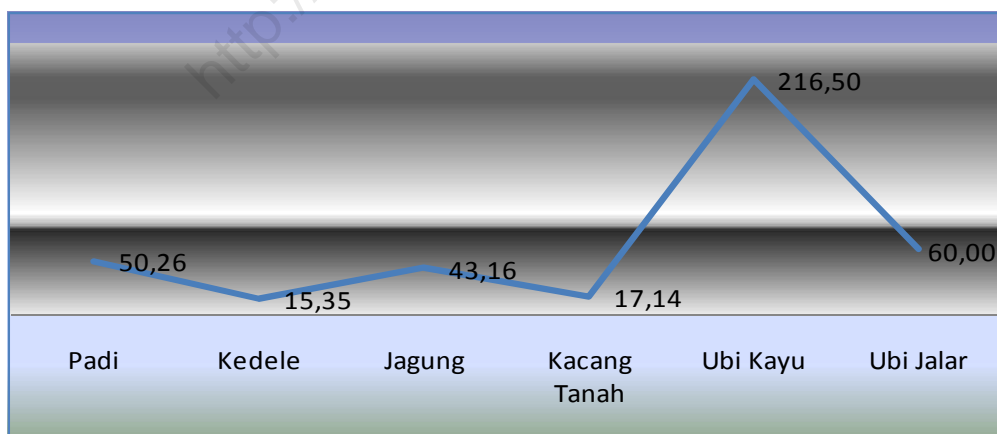 http:/
216,50
50,26
15,35
43,16
17,14
60,00
Padi
Kedele
Jagung
Kacang
Tanah
Ubi Kayu
Ubi Jalar